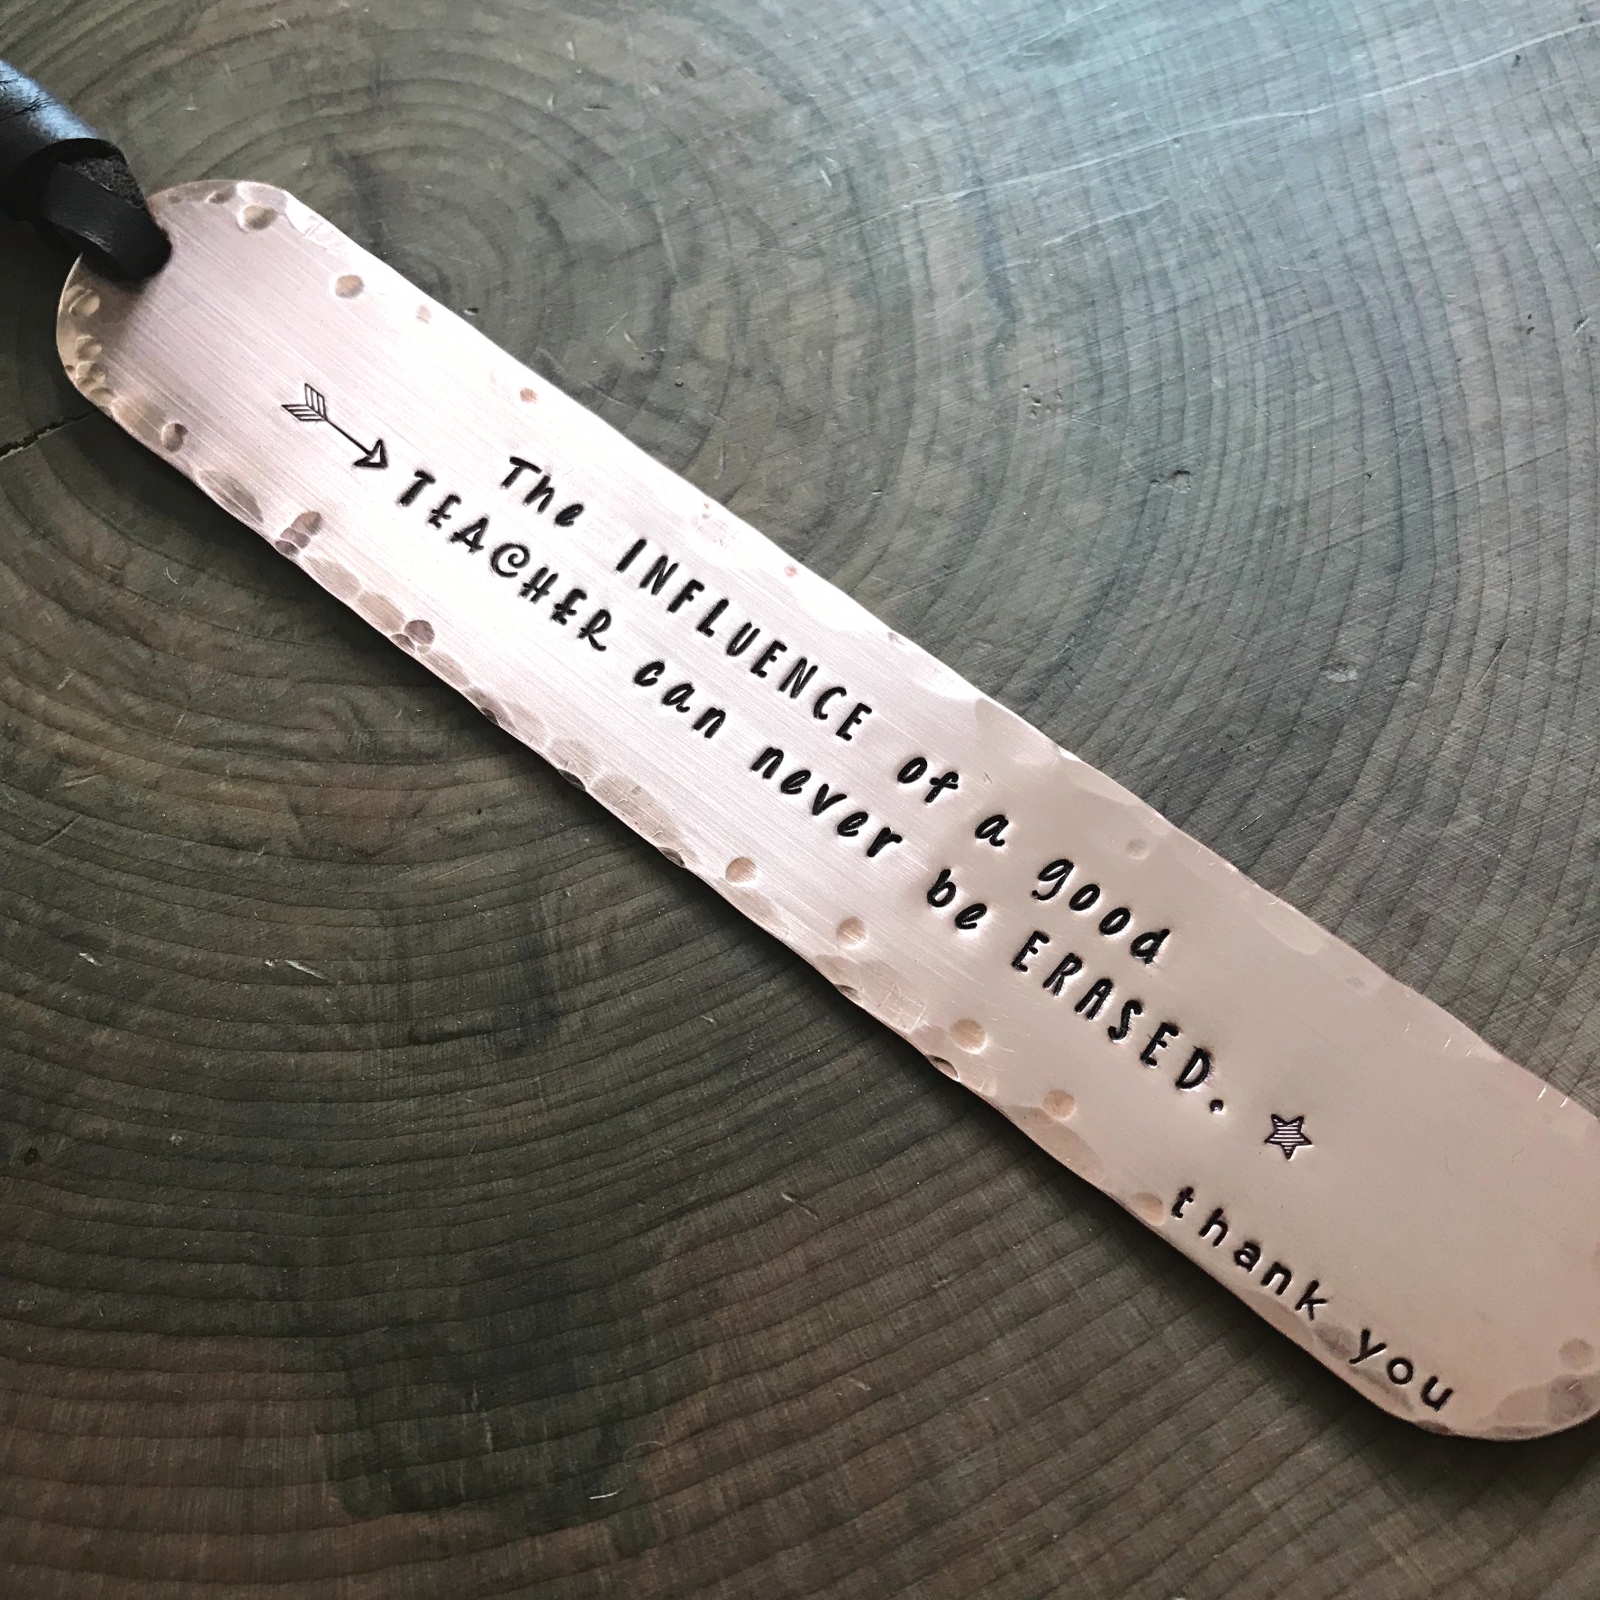 The INFLUENCE of a good
TEACHER can never be ERASED.
thank you